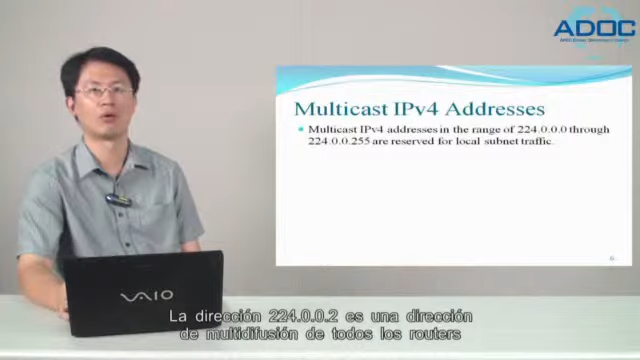 ADOC
Multicast IPv4 Addresses
Multicast IPv4 addresses in the range of 224.0.0.0 through
224.0.0.255 are reserved for local subnet traffic.
VAIO
La dirección 224.0.0.2 es una dirección
de multidifusión de todos los routers